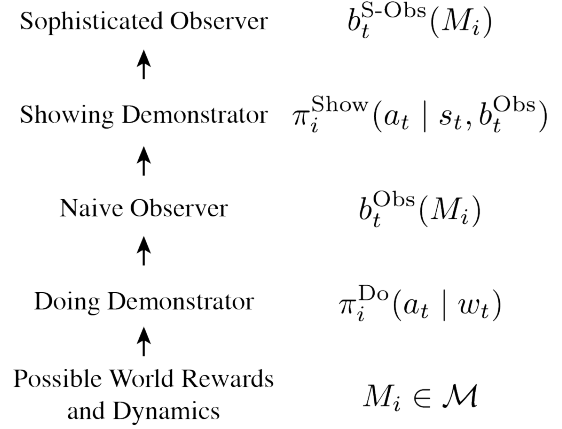 Sophisticated Observer b_t^{S-Obs}(M_i)
Showing Demonstrator π_i^{Show}(a_t | s_t, b_t^{Obs})
Naive Observer b_t^{Obs}(M_i)
Doing Demonstrator π_i^{Do}(a_t | w_t)
Possible World Rewards
and Dynamics M_i ∈ ℳ